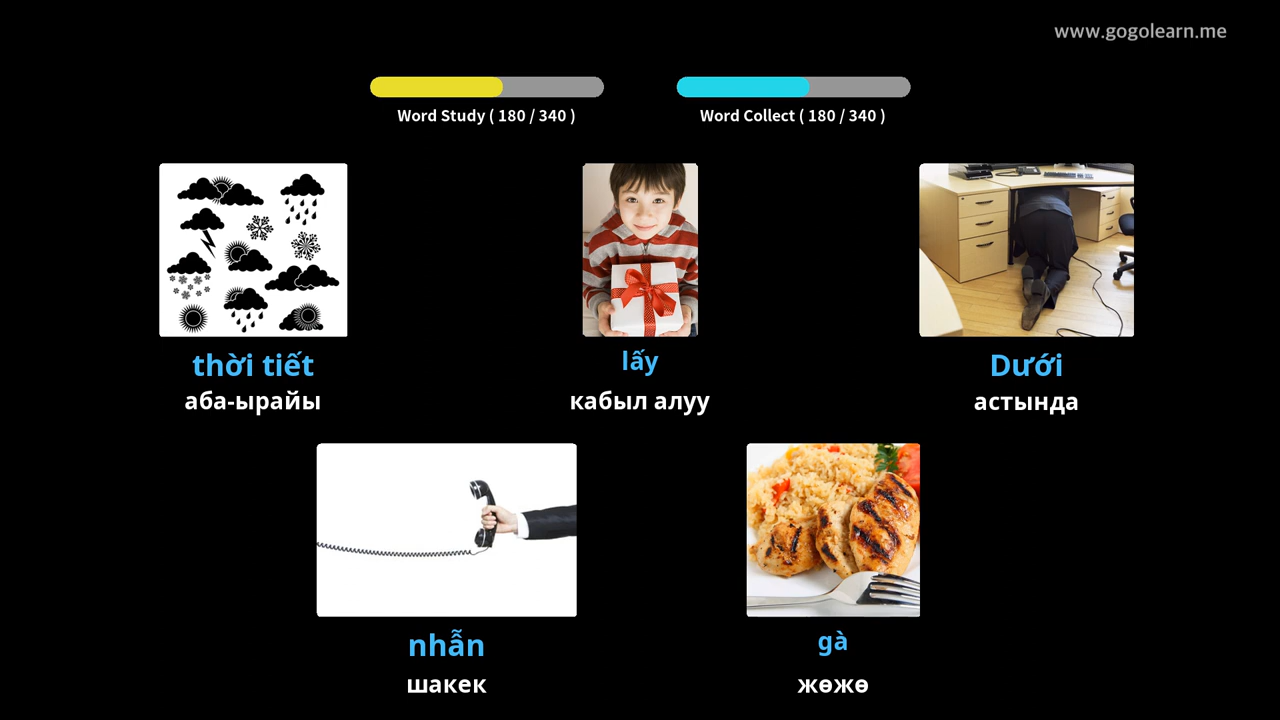 www.gogolearn.me
Word Study ( 180 / 340 )
Word Collect ( 180 / 340 )
thời tiết
аба-ырайы
lấy
кабыл алуу
Dưới
астында
nhẫn
шакек
gà
жөжө